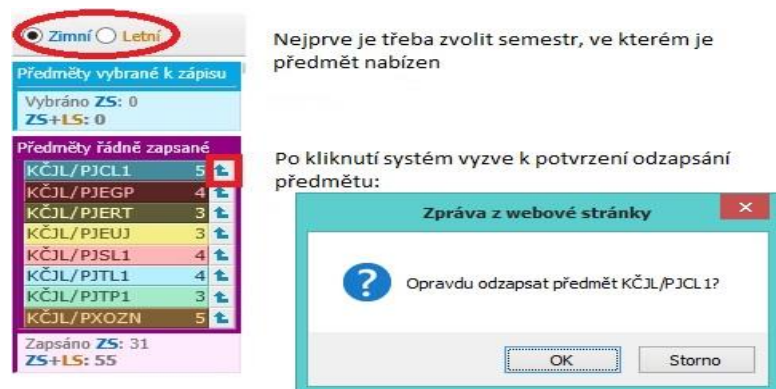 Zimní Letní
Nejprve je třeba zvolit semestr, ve kterém je
předmět nabízen
Předměty vybrané k zápisu
Vybráno ZS: 0
ZS+LS: 0
Předměty řádně zapsané
KČJL/PJCL1 5
KČJL/PJEGP 4
KČJL/PJERT 3
KČJL/PJEUJ 3
KČJL/PJSL1 4
KČJL/PJTL1 4
KČJL/PJTP1 3
KČJL/PXOZN 5
Zapsáno ZS: 31
ZS+LS: 55
Po kliknutí systém vyzve k potvrzení odzapsání
předmětu:
Zpráva z webové stránky
Opravdu odzapsat předmět KČJL/PJCL1?
OK Storno